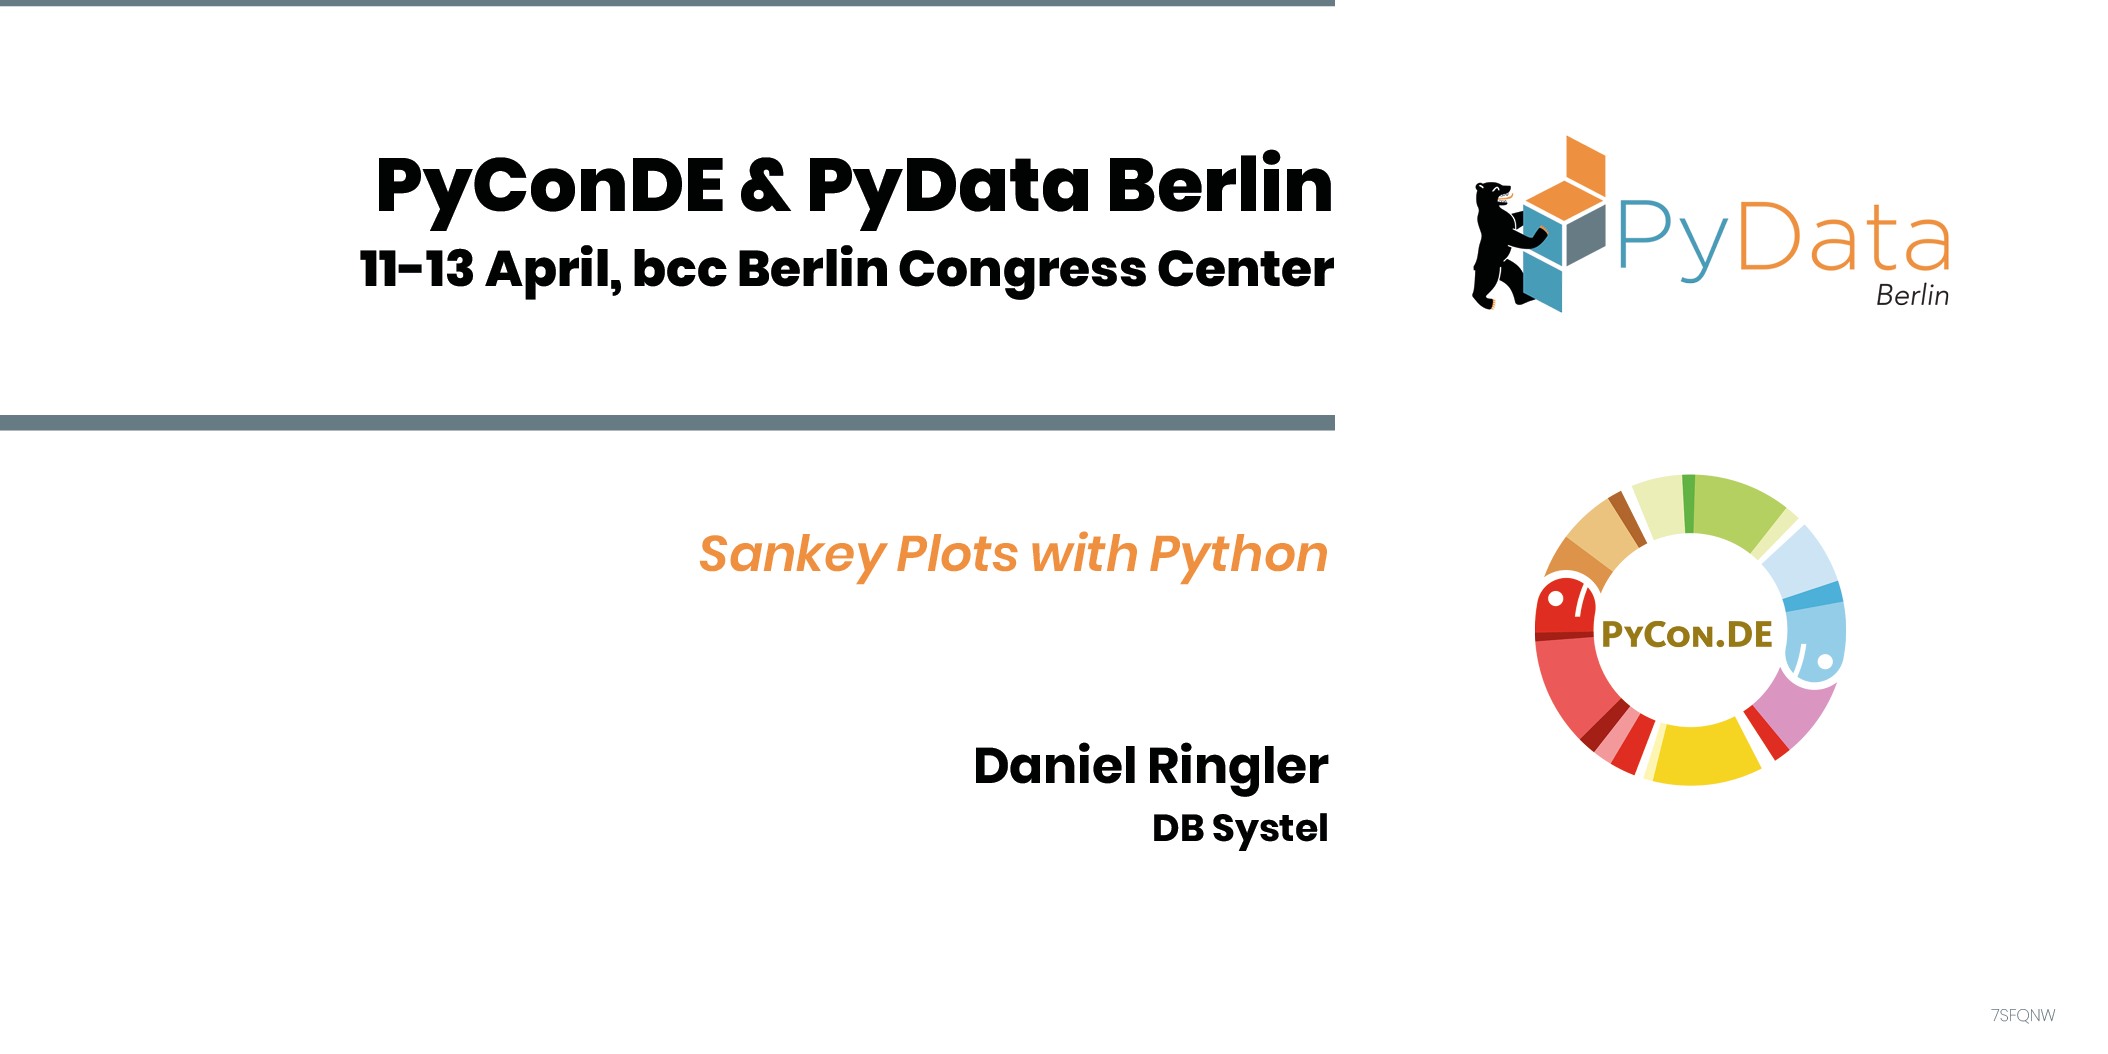 PyConDE & PyData Berlin
11-13 April, bcc Berlin Congress Center
PyData
Berlin
Sankey Plots with Python
PyCon.DE
Daniel Ringler
DB Systel
7SFQNW